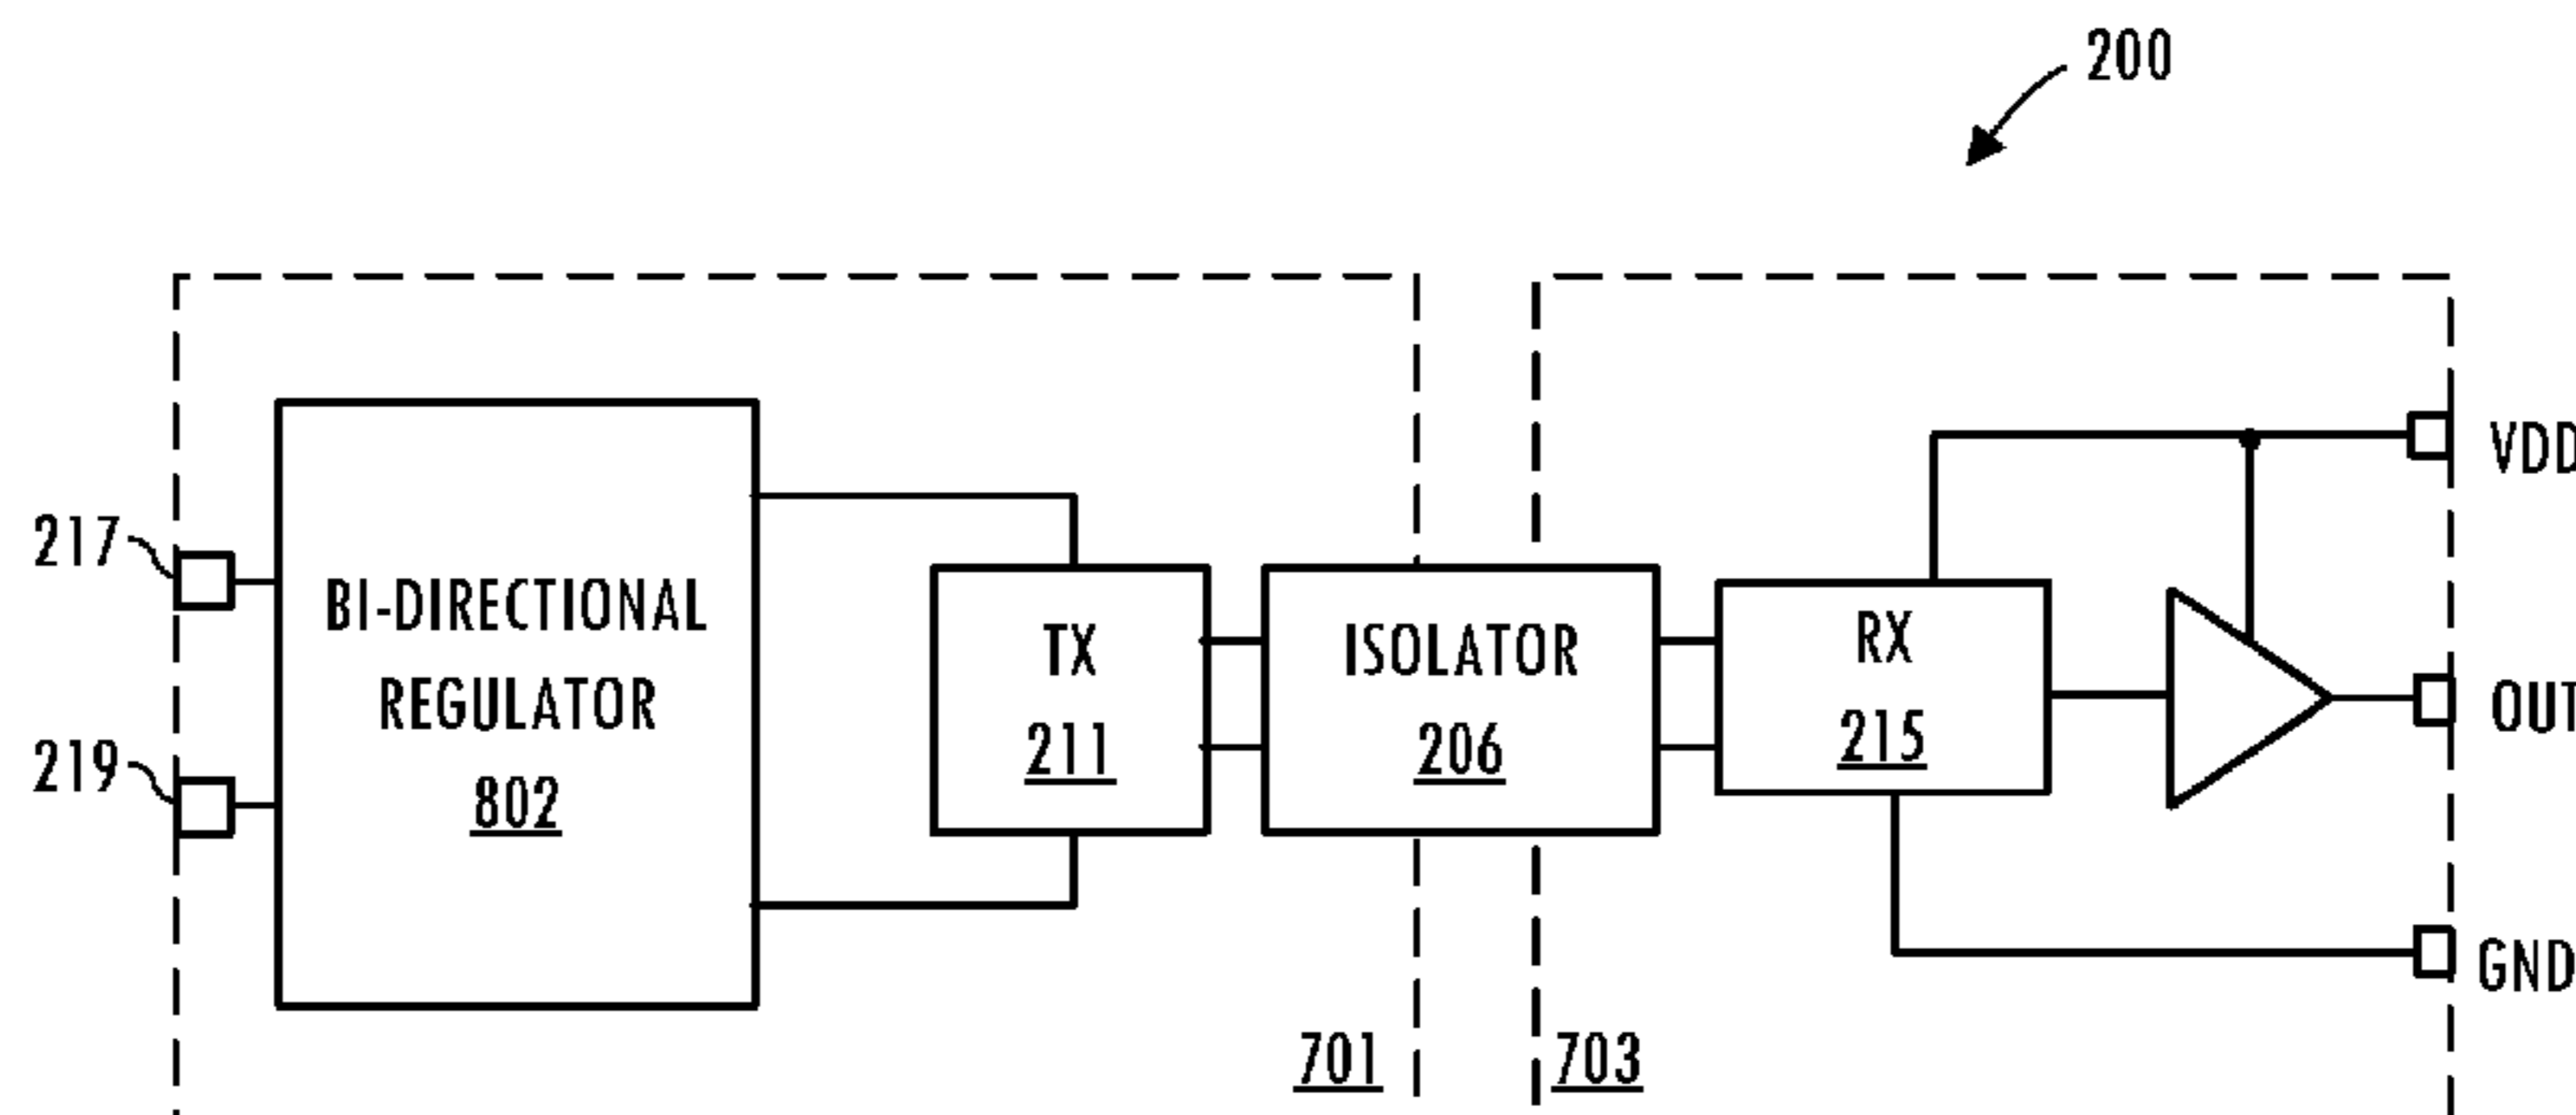 200
VDD
217
BI-DIRECTIONAL
REGULATOR
802
TX
211
ISOLATOR
206
RX
215
OUT
219
GND
701
703